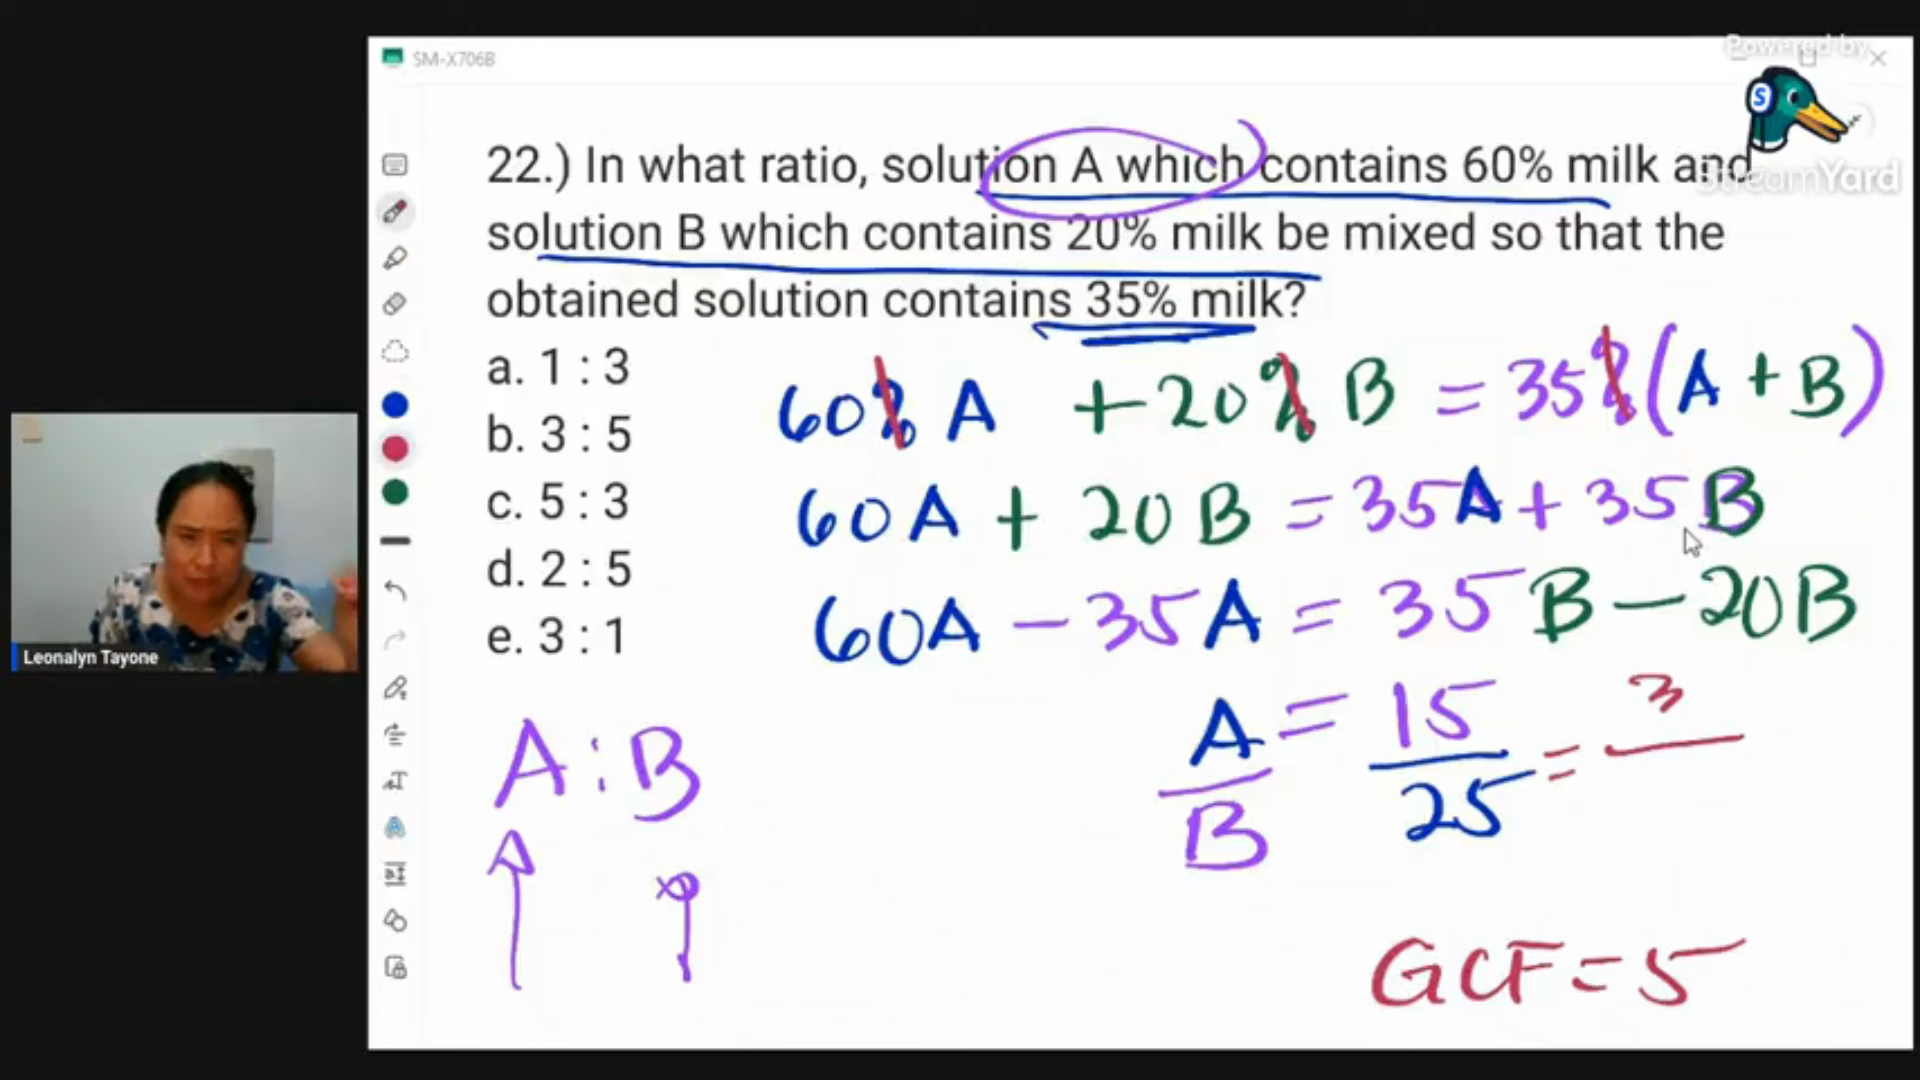 SM-X706B
Powered by
StreamYard
22.) In what ratio, solution A which contains 60% milk and
solution B which contains 20% milk be mixed so that the
obtained solution contains 35% milk?
a. 1 : 3
b. 3 : 5
c. 5 : 3
d. 2 : 5
e. 3 : 1
60% A + 20% B = 35% (A + B)
60A + 20B = 35A + 35B
60A - 35A = 35B - 20B
A/B = 15/25 = 3/
A : B
GCF = 5
Leonalyn Tayone